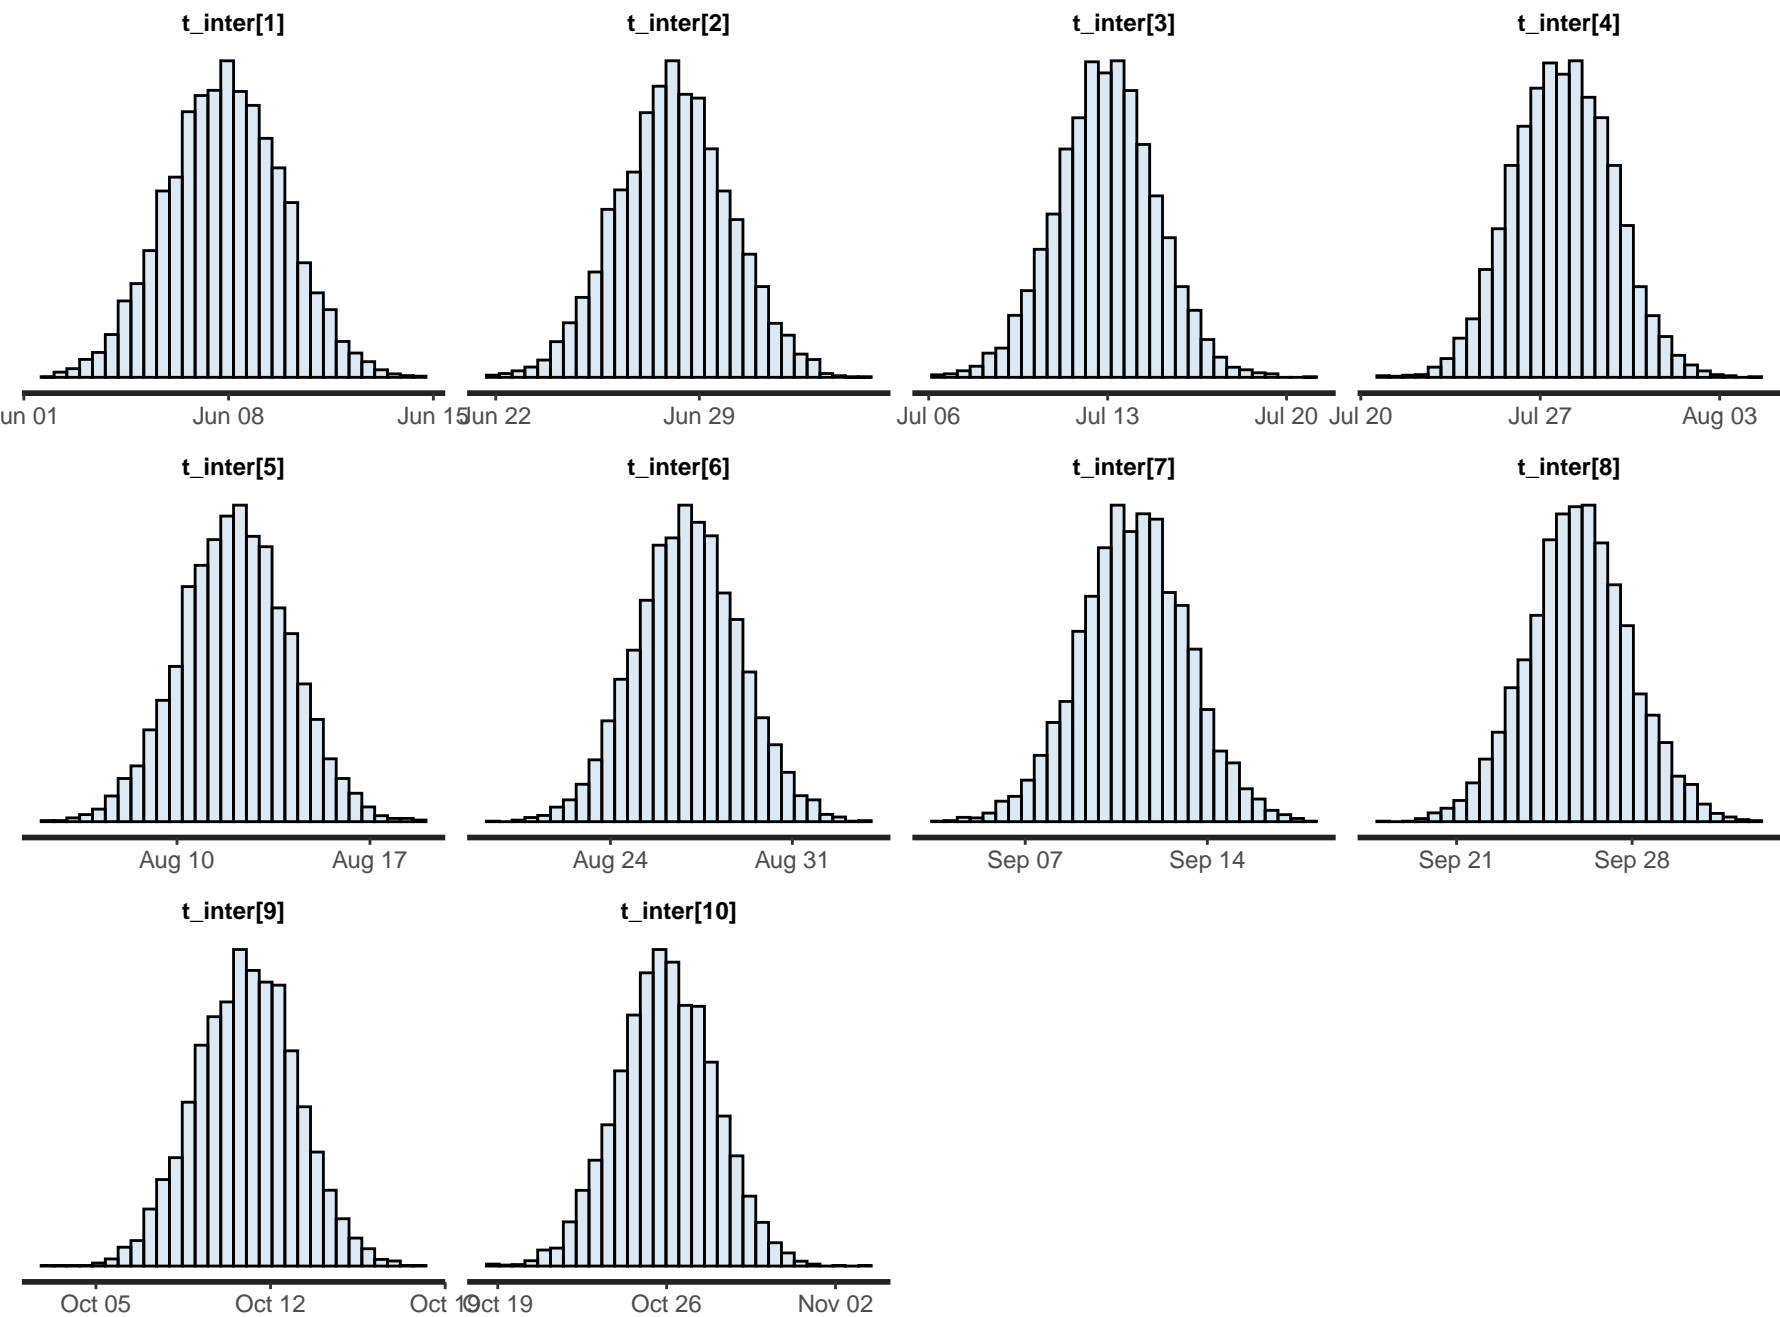 t_inter[1] t_inter[2] t_inter[3] t_inter[4]
un 01 Jun 08 Jun 15 Jun 22 Jun 29 Jul 06 Jul 13 Jul 20 Jul 20 Jul 27 Aug 03
t_inter[5] t_inter[6] t_inter[7] t_inter[8]
Aug 10 Aug 17 Aug 24 Aug 31 Sep 07 Sep 14 Sep 21 Sep 28
t_inter[9] t_inter[10]
Oct 05 Oct 12 Oct 19 Oct 19 Oct 26 Nov 02